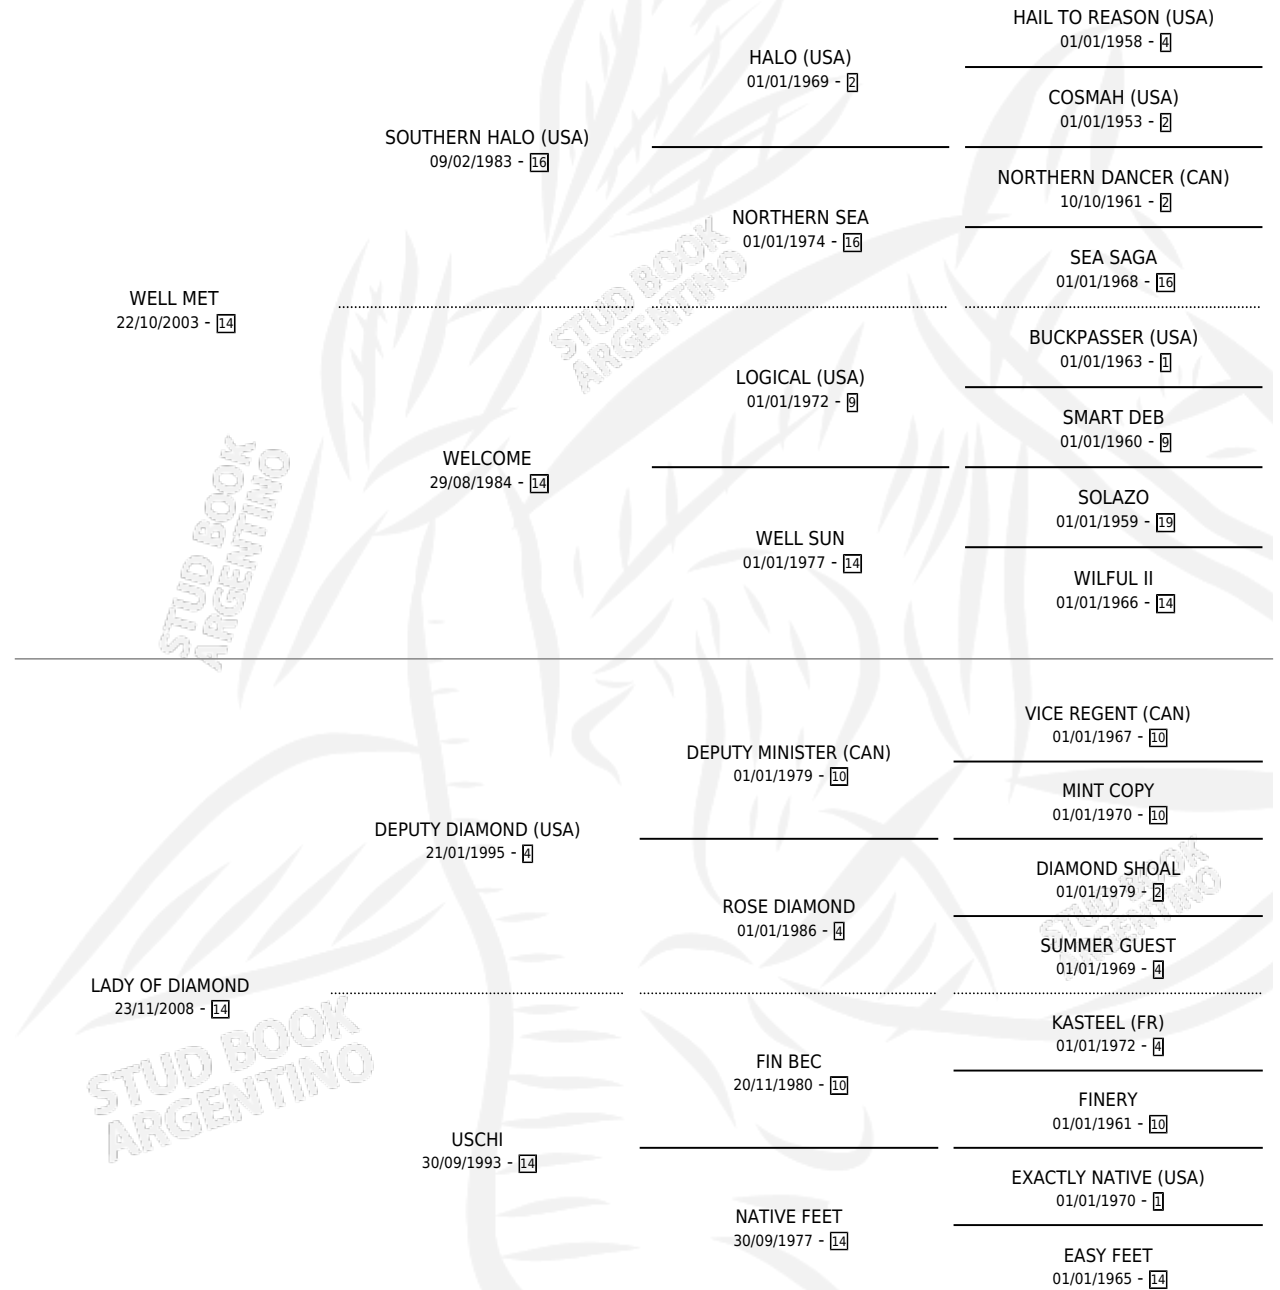 HAIL TO REASON (USA)
01/01/1958 - 4
HALO (USA)
01/01/1969 - 2
COSMAH (USA)
01/01/1953 - 2
SOUTHERN HALO (USA)
09/02/1983 - 16
NORTHERN DANCER (CAN)
10/10/1961 - 2
NORTHERN SEA
01/01/1974 - 16
SEA SAGA
01/01/1968 - 16
WELL MET
22/10/2003 - 14
BUCKPASSER (USA)
01/01/1963 - 1
LOGICAL (USA)
01/01/1972 - 9
SMART DEB
01/01/1960 - 9
WELCOME
29/08/1984 - 14
SOLAZO
01/01/1959 - 19
WELL SUN
01/01/1977 - 14
WILFUL II
01/01/1966 - 14
VICE REGENT (CAN)
01/01/1967 - 10
DEPUTY MINISTER (CAN)
01/01/1979 - 10
MINT COPY
01/01/1970 - 10
DEPUTY DIAMOND (USA)
21/01/1995 - 4
DIAMOND SHOAL
01/01/1979 - 2
ROSE DIAMOND
01/01/1986 - 4
SUMMER GUEST
01/01/1969 - 4
LADY OF DIAMOND
23/11/2008 - 14
KASTEEL (FR)
01/01/1972 - 4
FIN BEC
20/11/1980 - 10
FINERY
01/01/1961 - 10
USCHI
30/09/1993 - 14
EXACTLY NATIVE (USA)
01/01/1970 - 1
NATIVE FEET
30/09/1977 - 14
EASY FEET
01/01/1965 - 14
STUD BOOK
ARGENTINO
STUD BOOK
ARGENTINO
STUD BOOK
ARGENTINO
STUD BOOK
ARGENTINO